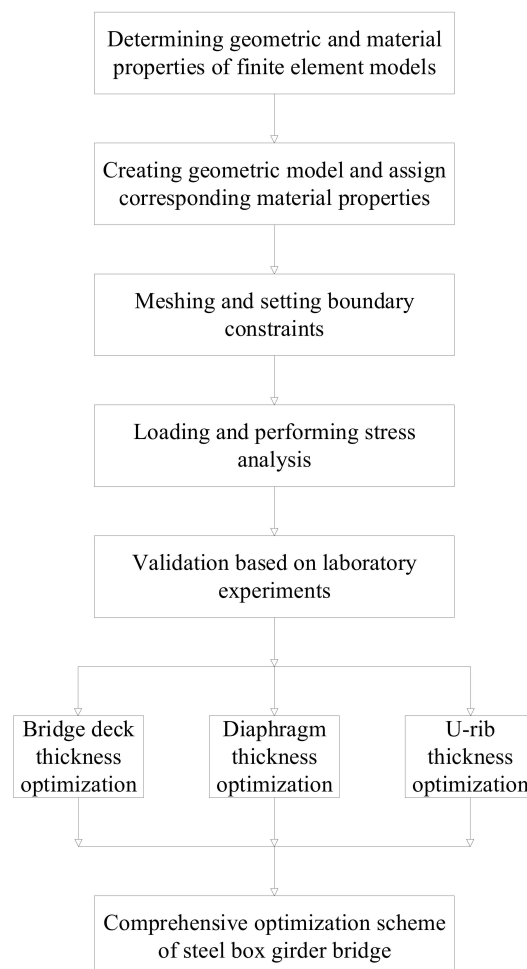 Determining geometric and material
properties of finite element models
Creating geometric model and assign
corresponding material properties
Meshing and setting boundary
constraints
Loading and performing stress
analysis
Validation based on laboratory
experiments
Bridge deck
thickness
optimization
Diaphragm
thickness
optimization
U-rib
thickness
optimization
Comprehensive optimization scheme
of steel box girder bridge